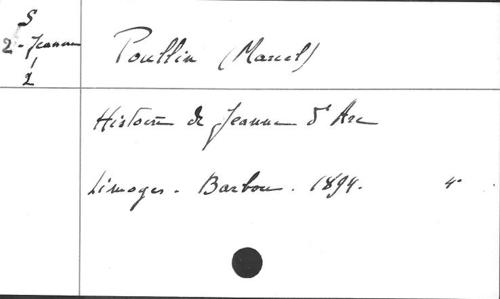 S
2 - Jeanne
1
2
Poullin (Marcel)
Histoire de Jeanne d'Arc
Limoges - Barbou. 1894. 4°